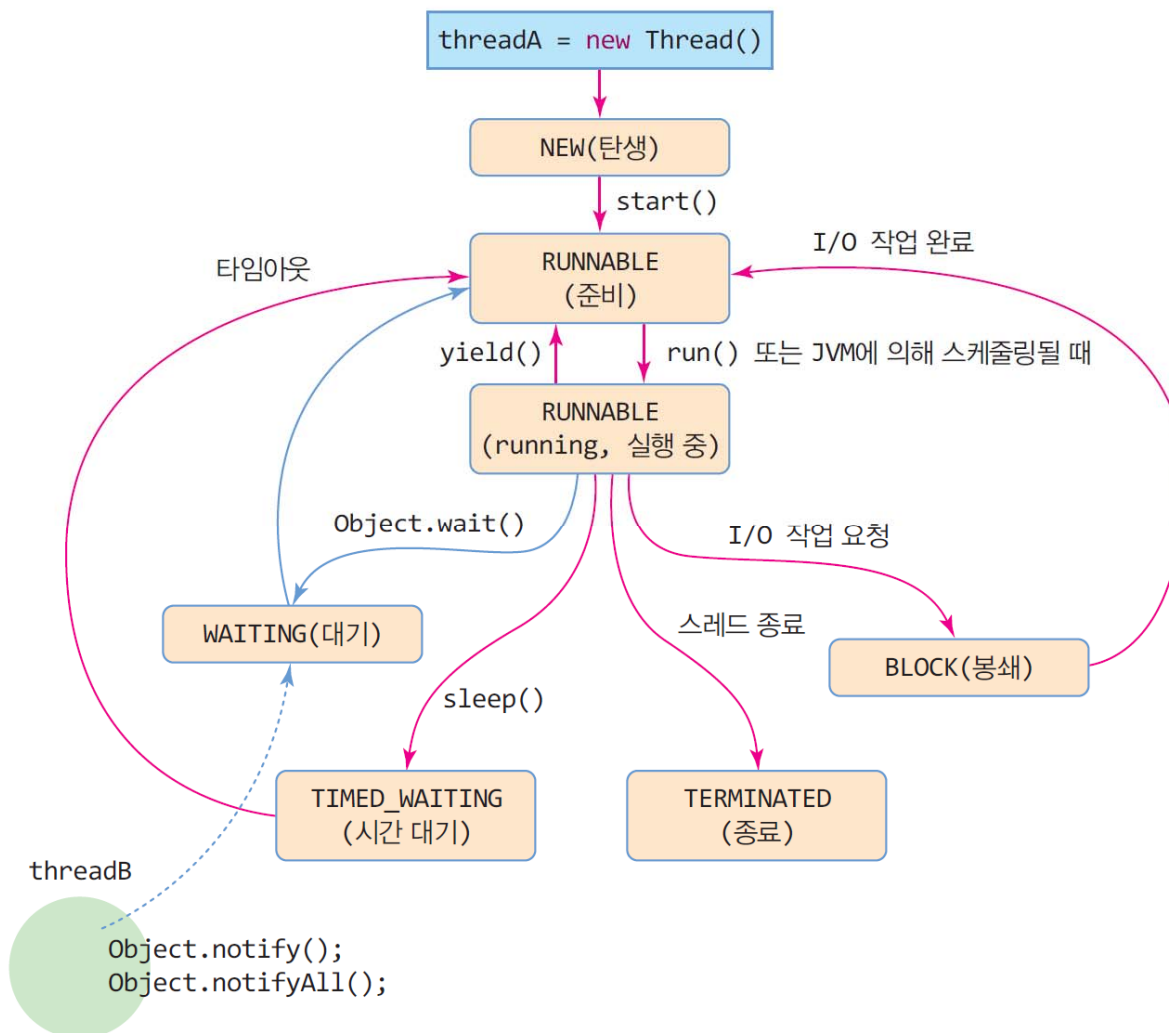 threadA = new Thread()
NEW(탄생)
start()
타임아웃
I/O 작업 완료
RUNNABLE
(준비)
yield()
run() 또는 JVM에 의해 스케줄링될 때
RUNNABLE
(running, 실행 중)
Object.wait()
I/O 작업 요청
WAITING(대기)
스레드 종료
BLOCK(봉쇄)
sleep()
TIMED_WAITING
(시간 대기)
TERMINATED
(종료)
threadB
Object.notify();
Object.notifyAll();